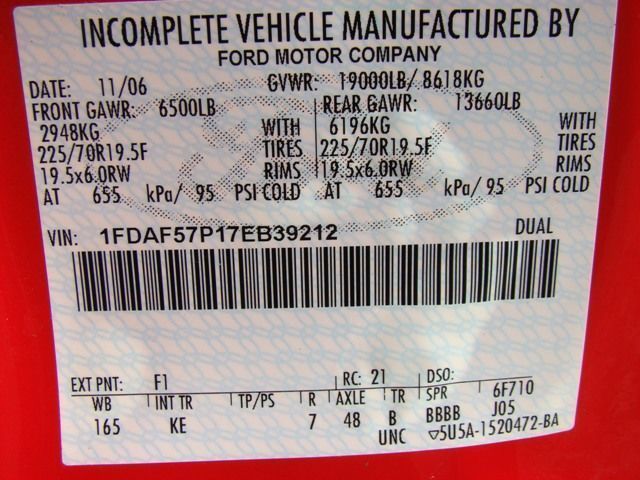 INCOMPLETE VEHICLE MANUFACTURED BY
FORD MOTOR COMPANY
DATE: 11/06 GVWR: 19000LB/ 8618KG
FRONT GAWR: 6500LB REAR GAWR: 13660LB
2948KG WITH 6196KG WITH
225/70R19.5F TIRES 225/70R19.5F TIRES
19.5x6.0RW RIMS 19.5x6.0RW RIMS
AT 655 kPa/ 95 PSI COLD AT 655 kPa/ 95 PSI COLD
VIN: 1FDAF57P17EB39212 DUAL
EXT PNT: F1 RC: 21 DSO:
WB INT TR TP/PS R AXLE TR SPR 6F710
165 KE 7 48 B BBBB J05
UNC ▽5U5A-1520472-BA